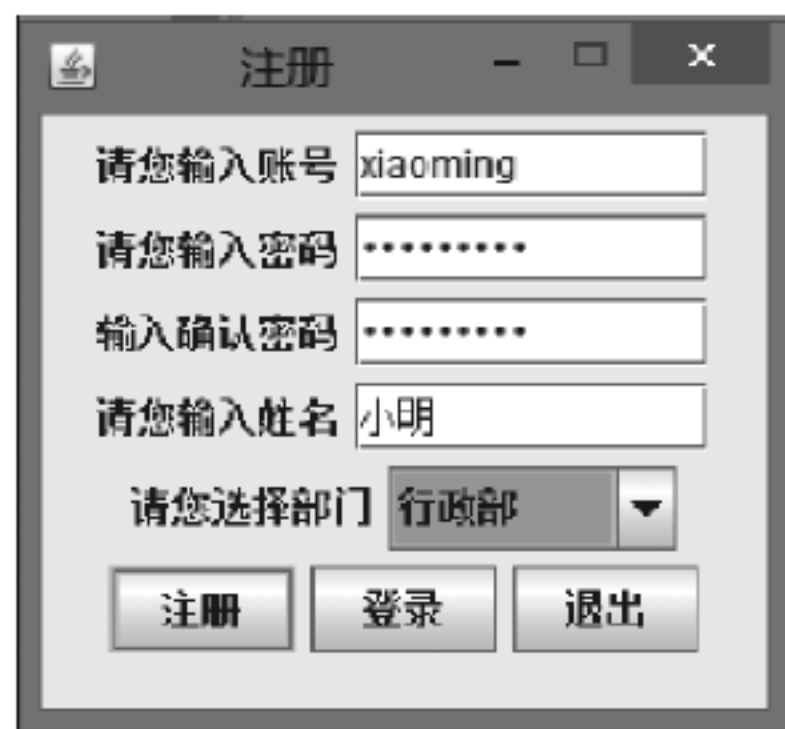 注册
请您输入账号 xiaoming
请您输入密码 •••••••••
输入确认密码 •••••••••
请您输入姓名 小明
请您选择部门 行政部
注册 登录 退出